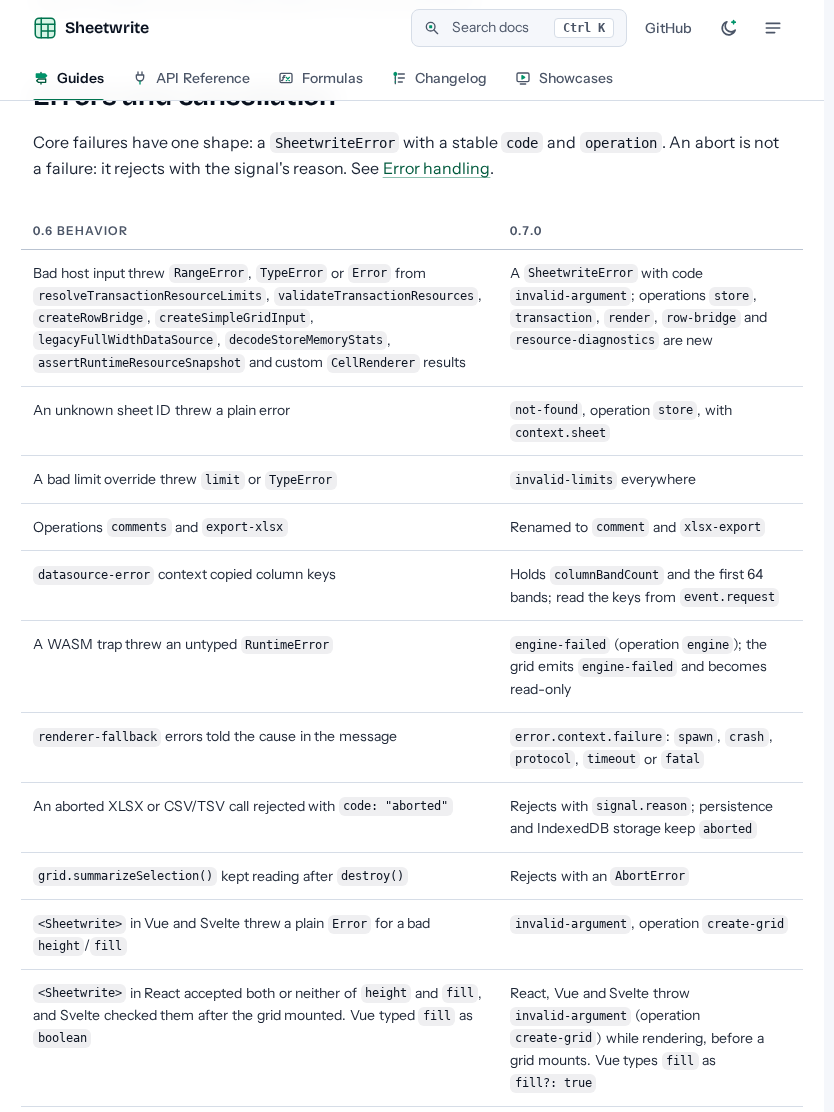 Sheetwrite
Search docs
Ctrl K
GitHub
Guides
API Reference
Formulas
Changelog
Showcases
Errors and cancellation
Core failures have one shape: a SheetwriteError with a stable code and operation. An abort is not
a failure: it rejects with the signal's reason. See Error handling.
0.6 BEHAVIOR
0.7.0
Bad host input threw RangeError, TypeError or Error from
resolveTransactionResourceLimits, validateTransactionResources,
createRowBridge, createSimpleGridInput,
legacyFullWidthDataSource, decodeStoreMemoryStats,
assertRuntimeResourceSnapshot and custom CellRenderer results
A SheetwriteError with code
invalid-argument; operations store,
transaction, render, row-bridge and
resource-diagnostics are new
An unknown sheet ID threw a plain error
not-found, operation store, with
context.sheet
A bad limit override threw limit or TypeError
invalid-limits everywhere
Operations comments and export-xlsx
Renamed to comment and xlsx-export
datasource-error context copied column keys
Holds columnBandCount and the first 64
bands; read the keys from event.request
A WASM trap threw an untyped RuntimeError
engine-failed (operation engine); the
grid emits engine-failed and becomes
read-only
renderer-fallback errors told the cause in the message
error.context.failure: spawn, crash,
protocol, timeout or fatal
An aborted XLSX or CSV/TSV call rejected with code: "aborted"
Rejects with signal.reason; persistence
and IndexedDB storage keep aborted
grid.summarizeSelection() kept reading after destroy()
Rejects with an AbortError
<Sheetwrite> in Vue and Svelte threw a plain Error for a bad
height/fill
invalid-argument, operation create-grid
<Sheetwrite> in React accepted both or neither of height and fill,
and Svelte checked them after the grid mounted. Vue typed fill as
boolean
React, Vue and Svelte throw
invalid-argument (operation
create-grid) while rendering, before a
grid mounts. Vue types fill as
fill?: true